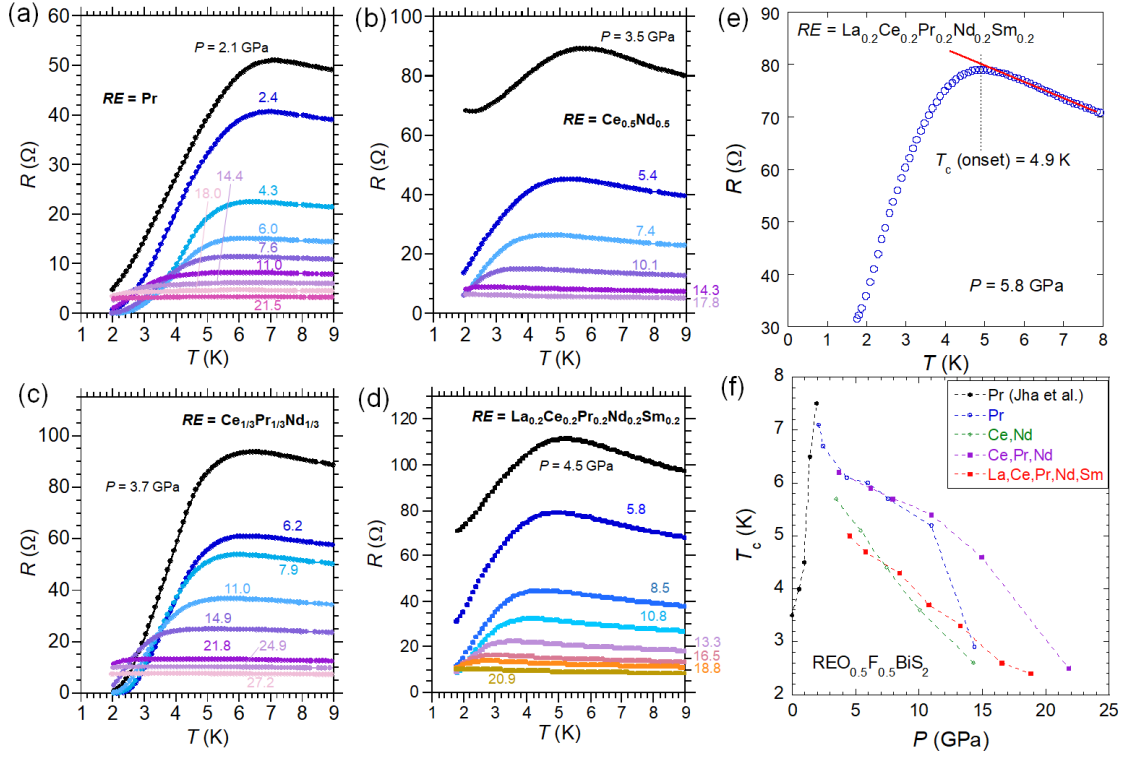 (a)
P = 2.1 GPa
RE = Pr
2.4
14.4
18.0
4.3
6.0
7.6
11.0
21.5
60
50
40
30
20
10
0
R (Ω)
1 2 3 4 5 6 7 8 9
T (K)
(b)
P = 3.5 GPa
RE = Ce0.5Nd0.5
5.4
7.4
10.1
14.3
17.8
100
80
60
40
20
0
R (Ω)
1 2 3 4 5 6 7 8 9
T (K)
(e)
RE = La0.2Ce0.2Pr0.2Nd0.2Sm0.2
Tc (onset) = 4.9 K
P = 5.8 GPa
90
80
70
60
50
40
30
R (Ω)
0 1 2 3 4 5 6 7 8
T (K)
(c)
RE = Ce1/3Pr1/3Nd1/3
P = 3.7 GPa
6.2
7.9
11.0
14.9
21.8
24.9
27.2
100
80
60
40
20
0
R (Ω)
1 2 3 4 5 6 7 8 9
T (K)
(d)
RE = La0.2Ce0.2Pr0.2Nd0.2Sm0.2
P = 4.5 GPa
5.8
8.5
10.8
13.3
16.5
18.8
20.9
120
100
80
60
40
20
0
R (Ω)
1 2 3 4 5 6 7 8 9
T (K)
(f)
Pr (Jha et al.)
Pr
Ce,Nd
Ce,Pr,Nd
La,Ce,Pr,Nd,Sm
REO0.5F0.5BiS2
8
7
6
5
4
3
2
Tc (K)
0 5 10 15 20 25
P (GPa)